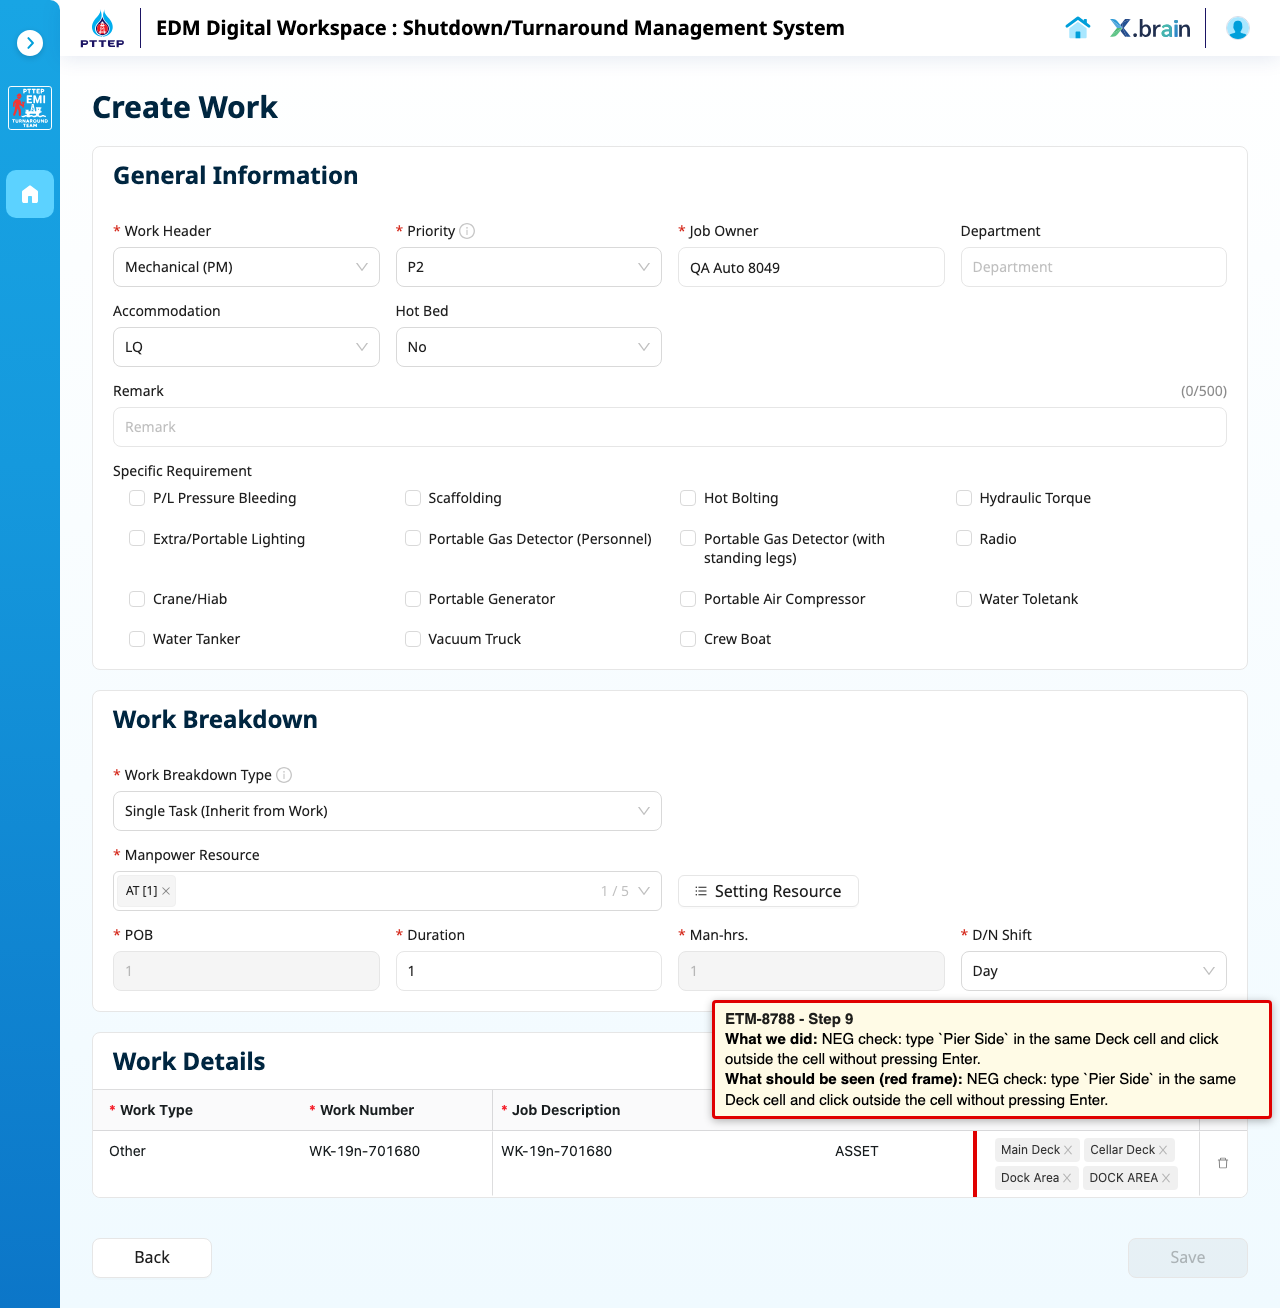 PTTEP
EDM Digital Workspace : Shutdown/Turnaround Management System
X.brain
PTTEP
EMI
TURNAROUND
TEAM
Create Work
General Information
* Work Header
* Priority
* Job Owner
Department
Mechanical (PM)
P2
QA Auto 8049
Department
Accommodation
Hot Bed
LQ
No
Remark
(0/500)
Remark
Specific Requirement
P/L Pressure Bleeding
Scaffolding
Hot Bolting
Hydraulic Torque
Extra/Portable Lighting
Portable Gas Detector (Personnel)
Portable Gas Detector (with
standing legs)
Radio
Crane/Hiab
Portable Generator
Portable Air Compressor
Water Toletank
Water Tanker
Vacuum Truck
Crew Boat
Work Breakdown
* Work Breakdown Type
Single Task (Inherit from Work)
* Manpower Resource
AT [1]
1 / 5
Setting Resource
* POB
* Duration
* Man-hrs.
* D/N Shift
1
1
1
Day
ETM-8788 - Step 9
What we did: NEG check: type `Pier Side` in the same Deck cell and click
outside the cell without pressing Enter.
What should be seen (red frame): NEG check: type `Pier Side` in the same
Deck cell and click outside the cell without pressing Enter.
Work Details
* Work Type
* Work Number
* Job Description
Other
WK-19n-701680
WK-19n-701680
ASSET
Main Deck
Cellar Deck
Dock Area
DOCK AREA
Back
Save